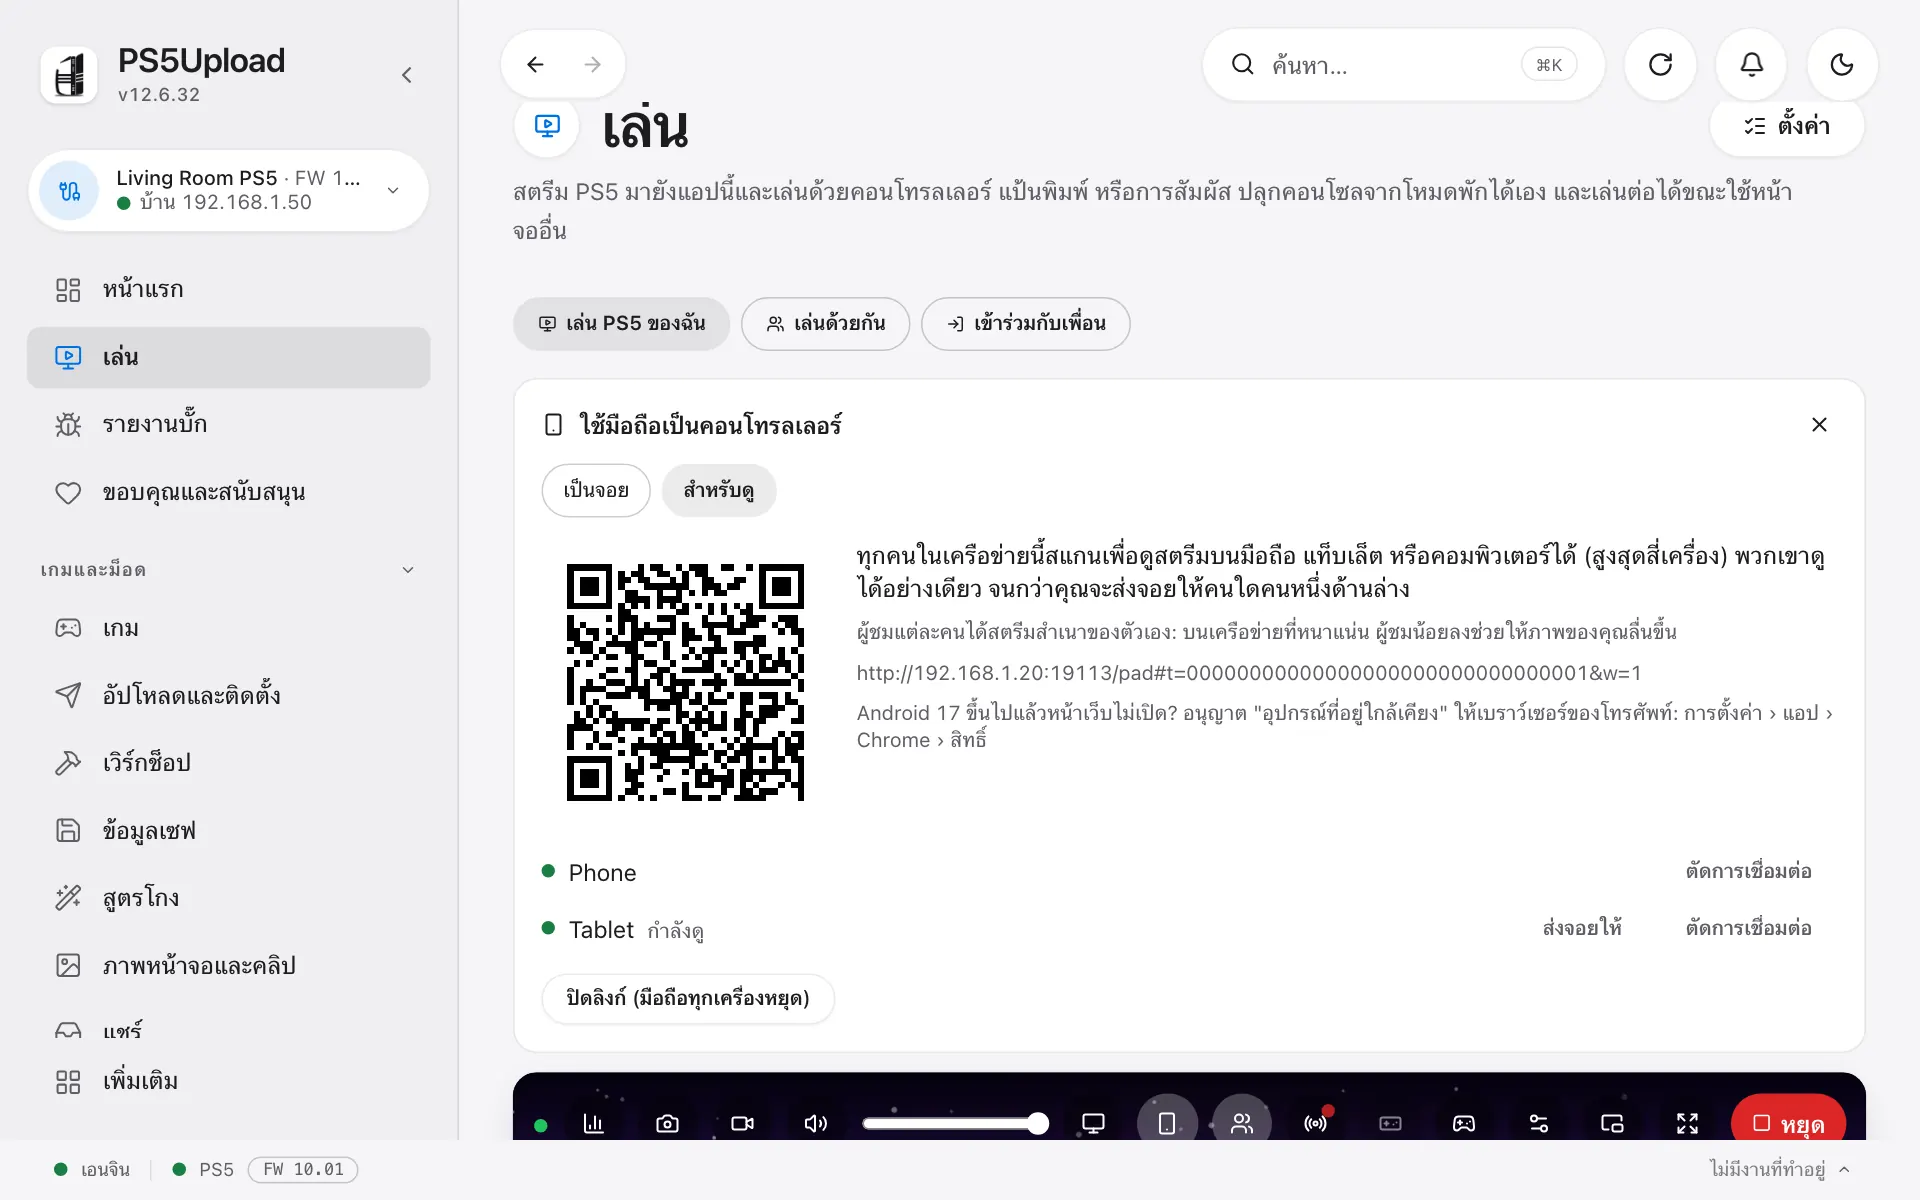 PS5Upload
v12.6.32
Living Room PS5 · FW 1...
บ้าน 192.168.1.50
หน้าแรก
เล่น
รายงานบั๊ก
ขอบคุณและสนับสนุน
เกมและม็อด
เกม
อัปโหลดและติดตั้ง
เวิร์กช็อป
ข้อมูลเซฟ
สูตรโกง
ภาพหน้าจอและคลิป
แชร์
เพิ่มเติม
ค้นหา...
⌘K
เล่น
ตั้งค่า
สตรีม PS5 มายังแอปนี้และเล่นด้วยคอนโทรลเลอร์ แป้นพิมพ์ หรือการสัมผัส ปลุกคอนโซลจากโหมดพักได้เอง และเล่นต่อได้ขณะใช้หน้า
จออื่น
เล่น PS5 ของฉัน
เล่นด้วยกัน
เข้าร่วมกับเพื่อน
ใช้มือถือเป็นคอนโทรลเลอร์
เป็นจอย
สำหรับดู
ทุกคนในเครือข่ายนี้สแกนเพื่อดูสตรีมบนมือถือ แท็บเล็ต หรือคอมพิวเตอร์ได้ (สูงสุดสี่เครื่อง) พวกเขาดู
ได้อย่างเดียว จนกว่าคุณจะส่งจอยให้คนใดคนหนึ่งด้านล่าง
ผู้ชมแต่ละคนได้สตรีมสำเนาของตัวเอง: บนเครือข่ายที่หนาแน่น ผู้ชมน้อยลงช่วยให้ภาพของคุณลื่นขึ้น
http://192.168.1.20:19113/pad#t=00000000000000000000000000000001&w=1
Android 17 ขึ้นไปแล้วหน้าเว็บไม่เปิด? อนุญาต "อุปกรณ์ที่อยู่ใกล้เคียง" ให้เบราว์เซอร์ของโทรศัพท์: การตั้งค่า › แอป ›
Chrome › สิทธิ์
Phone
ตัดการเชื่อมต่อ
Tablet กำลังดู
ส่งจอยให้
ตัดการเชื่อมต่อ
ปิดลิงก์ (มือถือทุกเครื่องหยุด)
หยุด
เอนจิน
PS5
FW 10.01
ไม่มีงานที่ทำอยู่